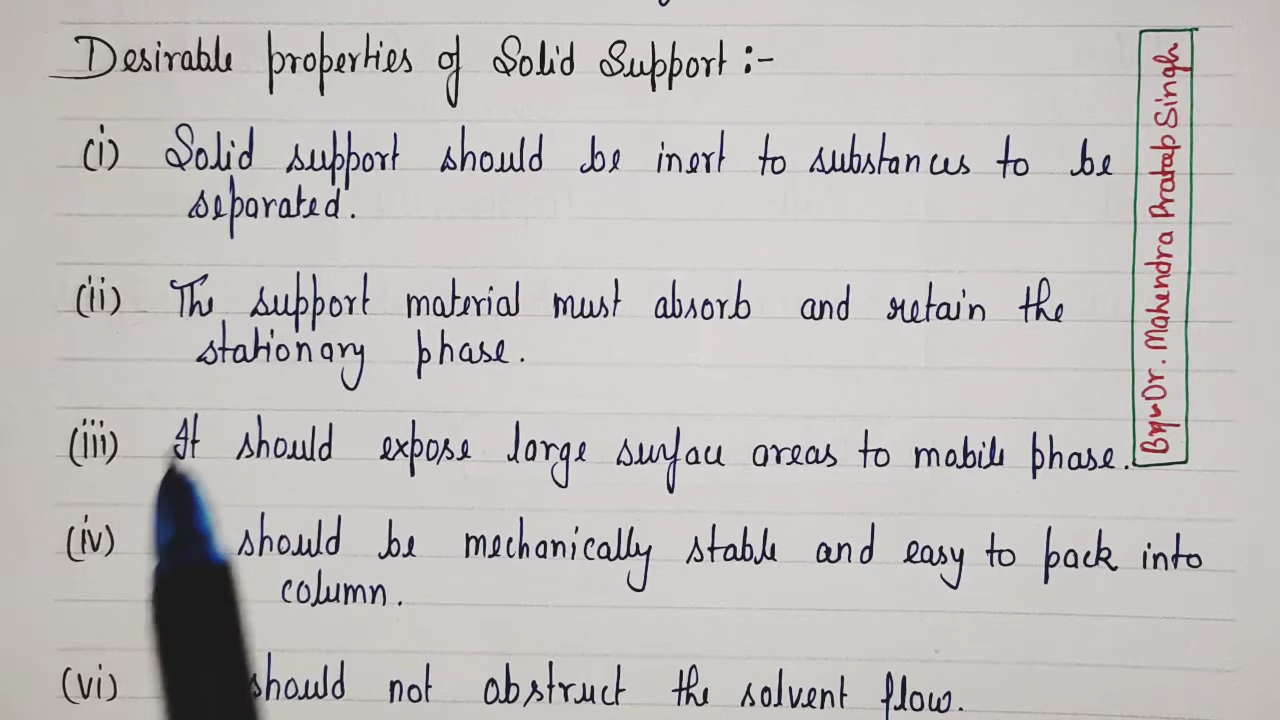 Desirable properties of Solid Support :-
(i) Solid support should be inert to substances to be
separated.
(ii) The support material must absorb and retain the
stationary phase.
(iii) It should expose large surface areas to mobile phase.
(iv) should be mechanically stable and easy to pack into
column.
(vi) should not obstruct the solvent flow.
By Dr. Mahendra Pratap Singh